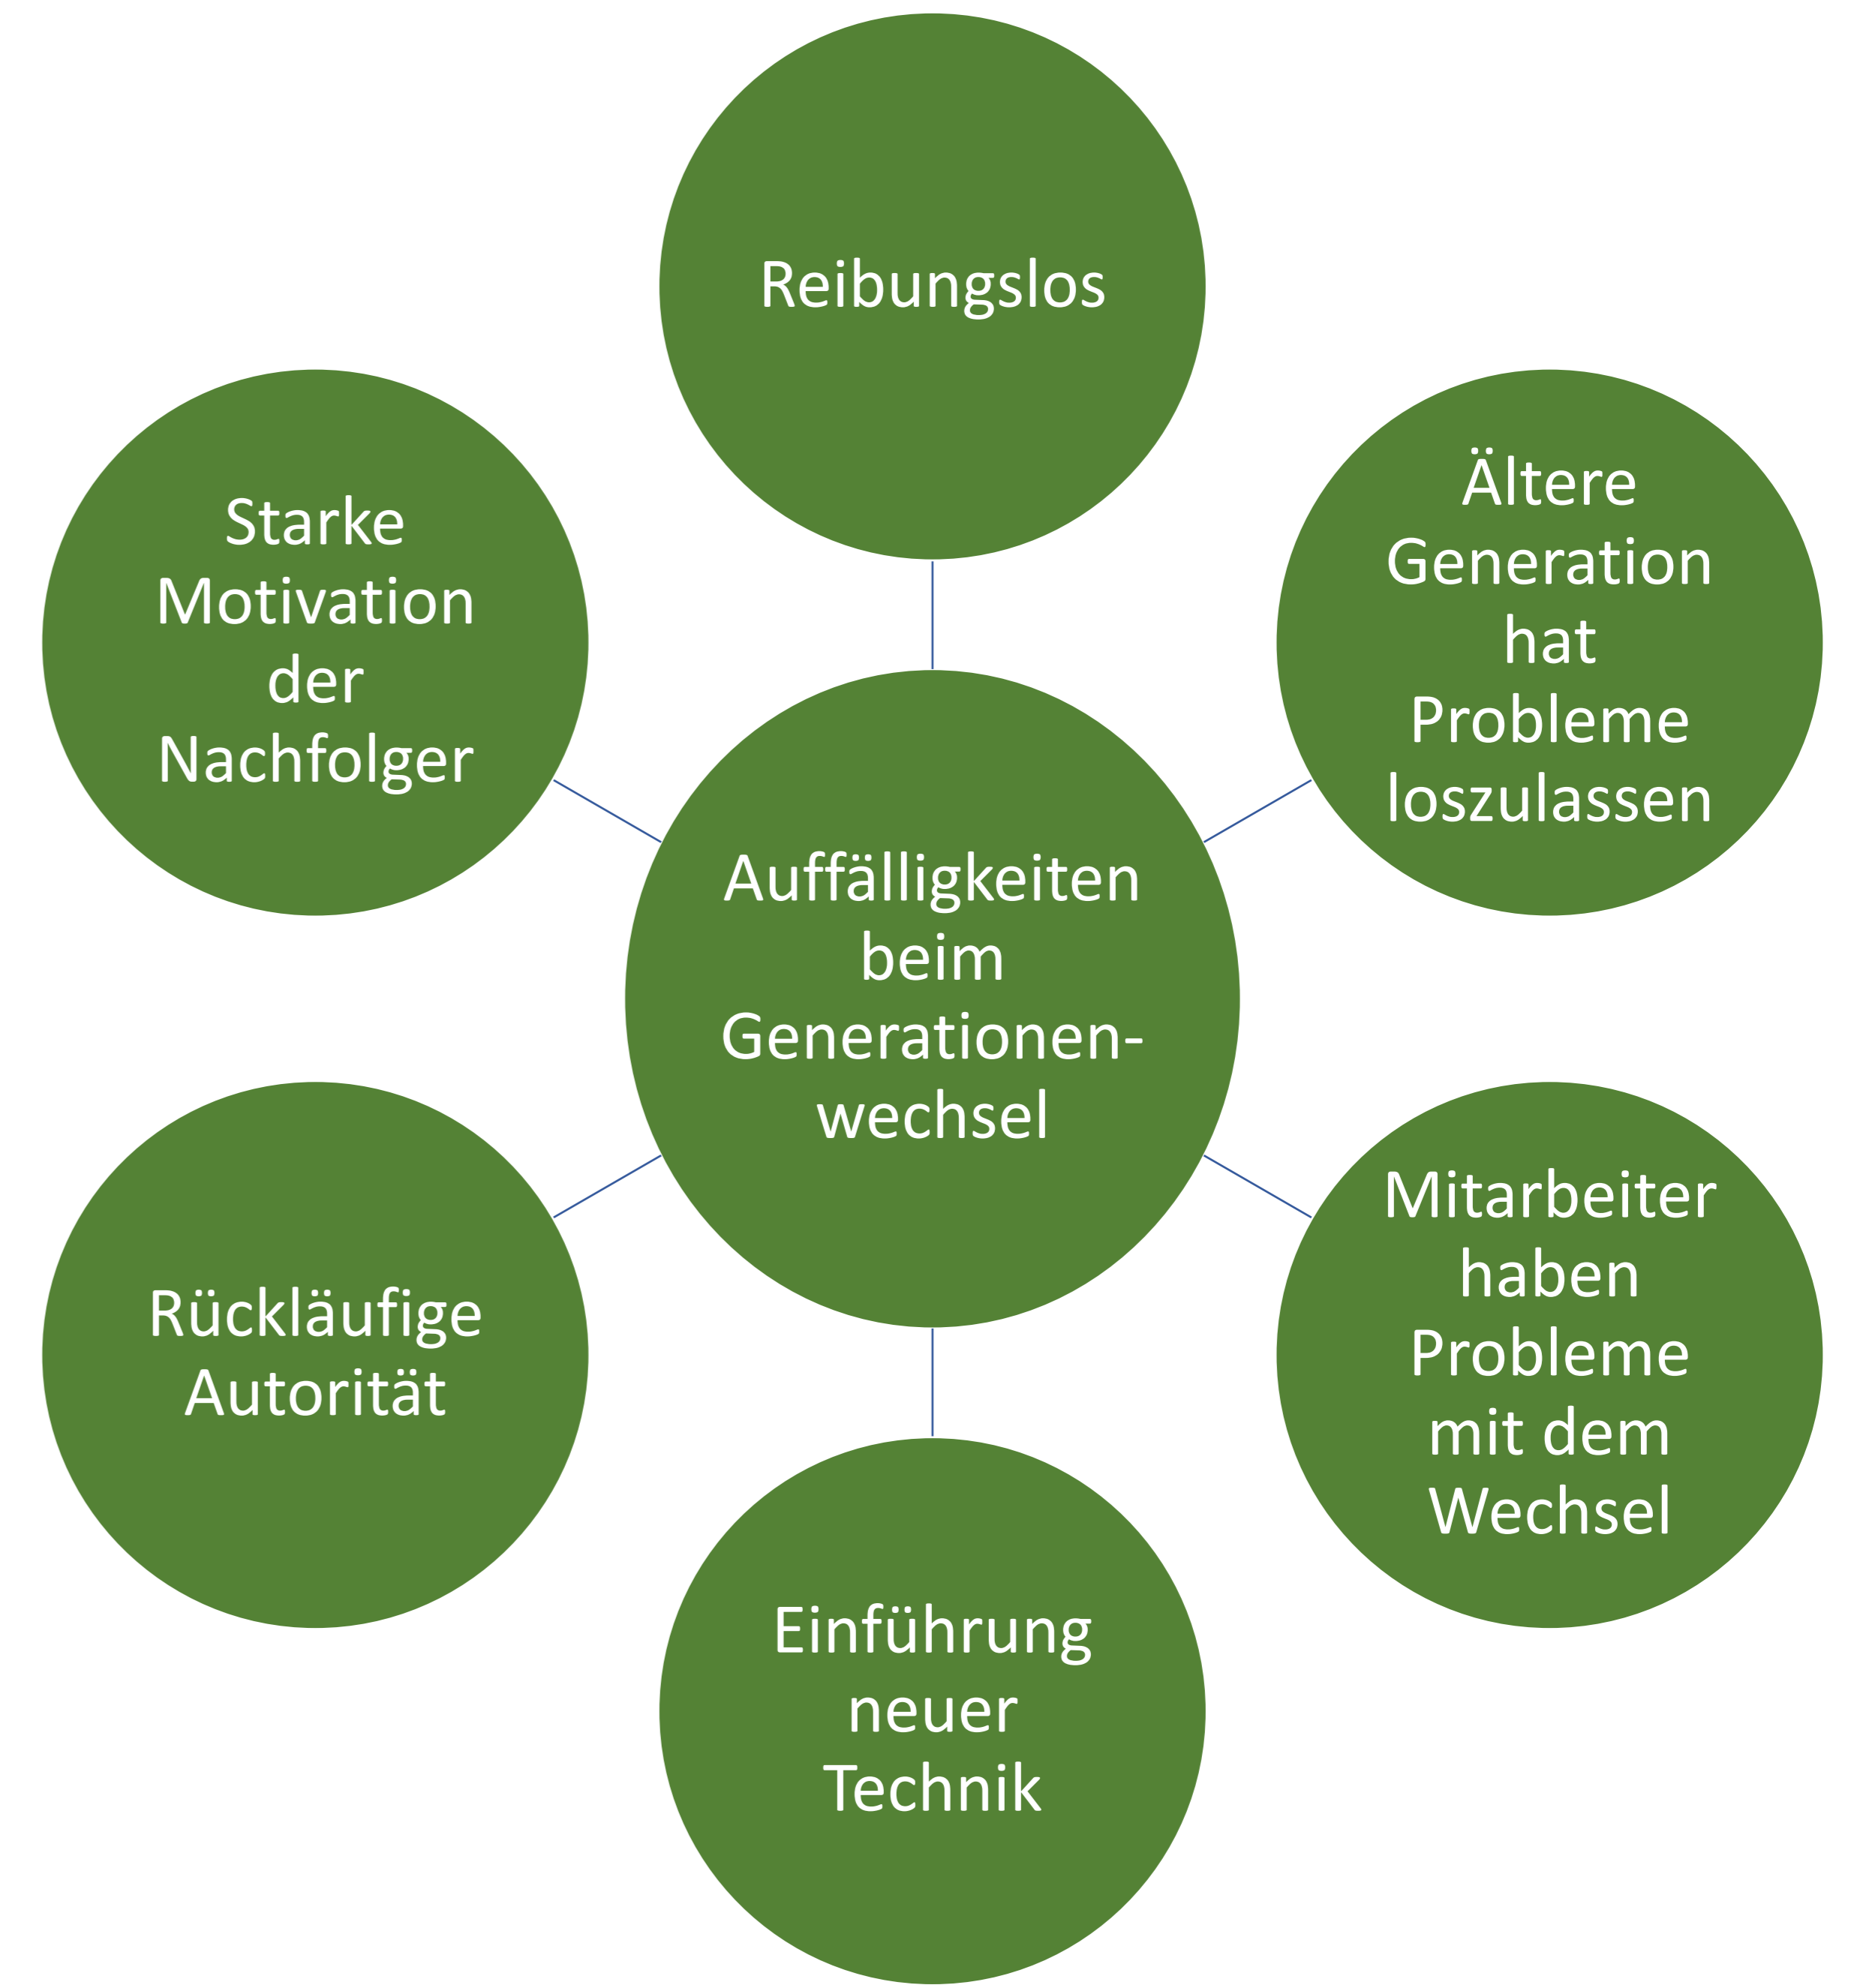 Reibungslos
Ältere
Generation
hat
Probleme
loszulassen
Starke
Motivation
der
Nachfolger
Auffälligkeiten
beim
Generationen-
wechsel
Mitarbeiter
haben
Probleme
mit dem
Wechsel
Rückläufige
Autorität
Einführung
neuer
Technik